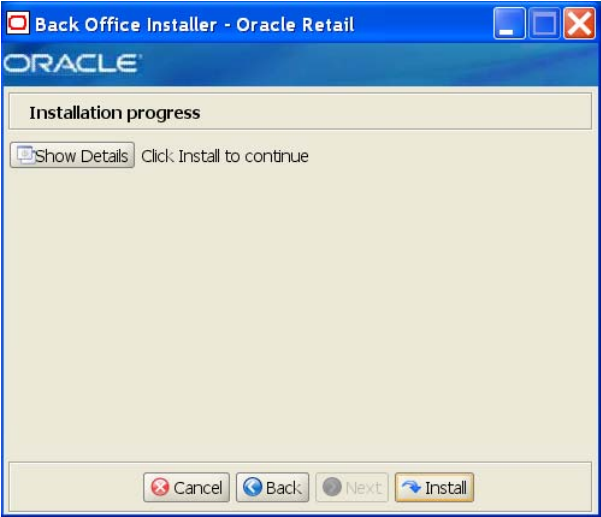 Back Office Installer - Oracle Retail
ORACLE
Installation progress
Show Details Click Install to continue
Cancel Back Next Install